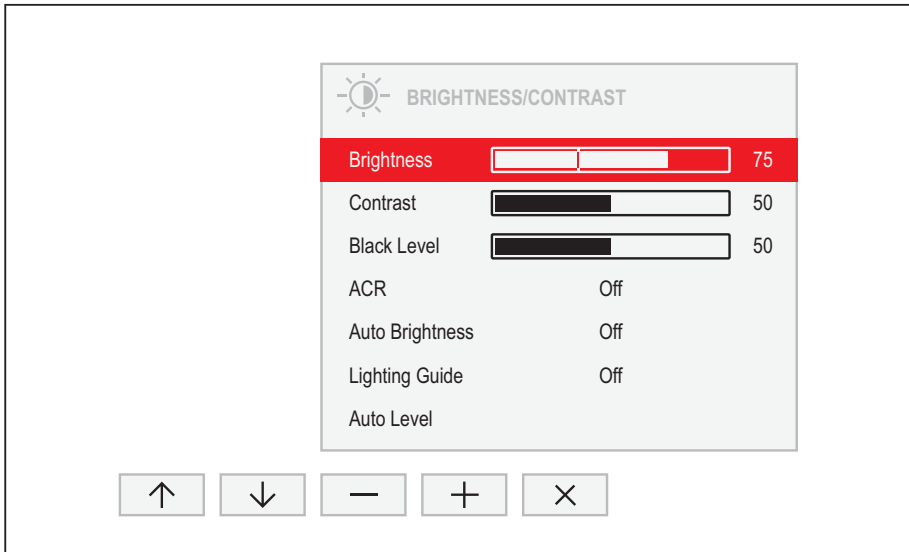 BRIGHTNESS/CONTRAST
Brightness 75
Contrast 50
Black Level 50
ACR Off
Auto Brightness Off
Lighting Guide Off
Auto Level